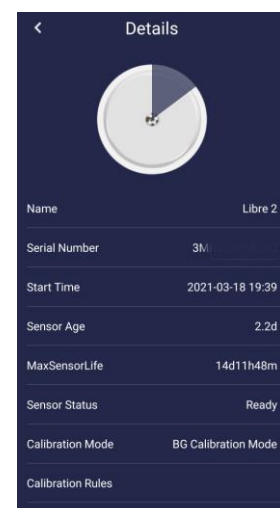 Details
Name Libre 2
Serial Number 3M
Start Time 2021-03-18 19:39
Sensor Age 2.2d
MaxSensorLife 14d11h48m
Sensor Status Ready
Calibration Mode BG Calibration Mode
Calibration Rules